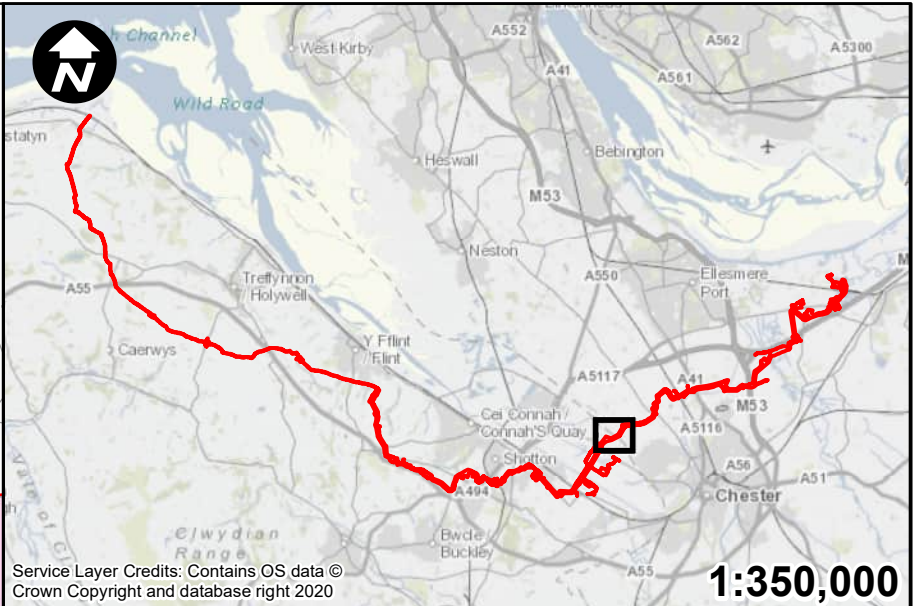 A552
A562
A5300
N
h Channel
West Kirby
A41
A561
Wild Road
statyn
Bebington
Heswall
M53
Neston
A550
Ellesmere
Port
M
Treffynnon
/ Holywell
A55
Caerwys
Y Fflint
/ Flint
A5117
A41
M53
Cei Connah /
Connah'S Quay
A5116
Shotton
A56
A51
A494
Chester
Clwydian
Range
Bwcle
Buckley
A55
Service Layer Credits: Contains OS data ©
Crown Copyright and database right 2020
1:350,000